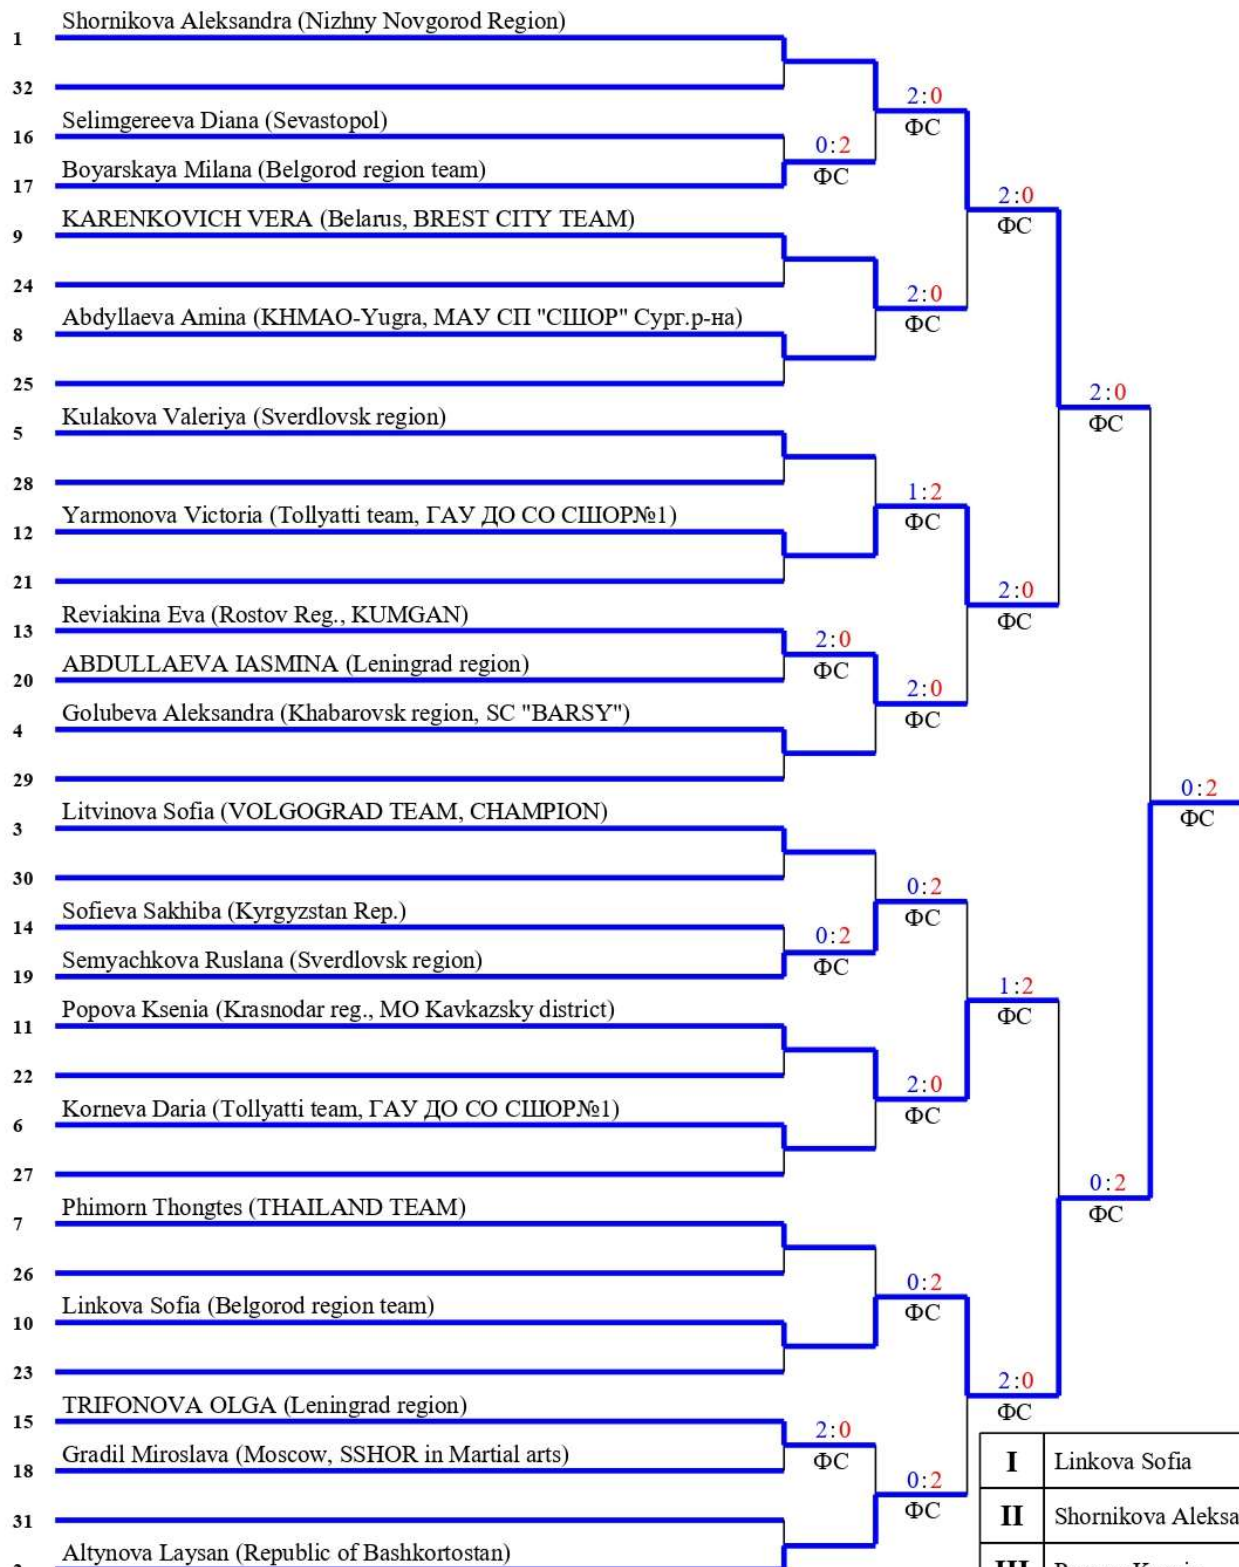 Shornikova Aleksandra (Nizhny Novgorod Region)
1
32
2:0
ФС
Selimgereeva Diana (Sevastopol)
16
0:2
ФС
Boyarskaya Milana (Belgorod region team)
17
2:0
ФС
KARENKOVICH VERA (Belarus, BREST CITY TEAM)
9
24
2:0
ФС
Abdyllaeva Amina (KHMAO-Yugra, МАУ СП "СШОР" Сург.р-на)
8
25
2:0
ФС
Kulakova Valeriya (Sverdlovsk region)
5
28
1:2
ФС
Yarmonova Victoria (Tollyatti team, ГАУ ДО СО СШОР№1)
12
21
2:0
ФС
Reviakina Eva (Rostov Reg., KUMGAN)
13
2:0
ФС
ABDULLAEVA IASMINA (Leningrad region)
20
2:0
ФС
Golubeva Aleksandra (Khabarovsk region, SC "BARSY")
4
29
0:2
ФС
Litvinova Sofia (VOLGOGRAD TEAM, CHAMPION)
3
30
0:2
ФС
Sofieva Sakhiba (Kyrgyzstan Rep.)
14
0:2
ФС
Semyachkova Ruslana (Sverdlovsk region)
19
1:2
ФС
Popova Ksenia (Krasnodar reg., MO Kavkazsky district)
11
22
2:0
ФС
Korneva Daria (Tollyatti team, ГАУ ДО СО СШОР№1)
6
27
0:2
ФС
Phimorn Thongtes (THAILAND TEAM)
7
26
0:2
ФС
Linkova Sofia (Belgorod region team)
10
23
2:0
ФС
TRIFONOVA OLGA (Leningrad region)
15
2:0
ФС
Gradil Miroslava (Moscow, SSHOR in Martial arts)
18
0:2
ФС
31
Altynova Laysan (Republic of Bashkortostan)
I Linkova Sofia
II Shornikova Aleksa